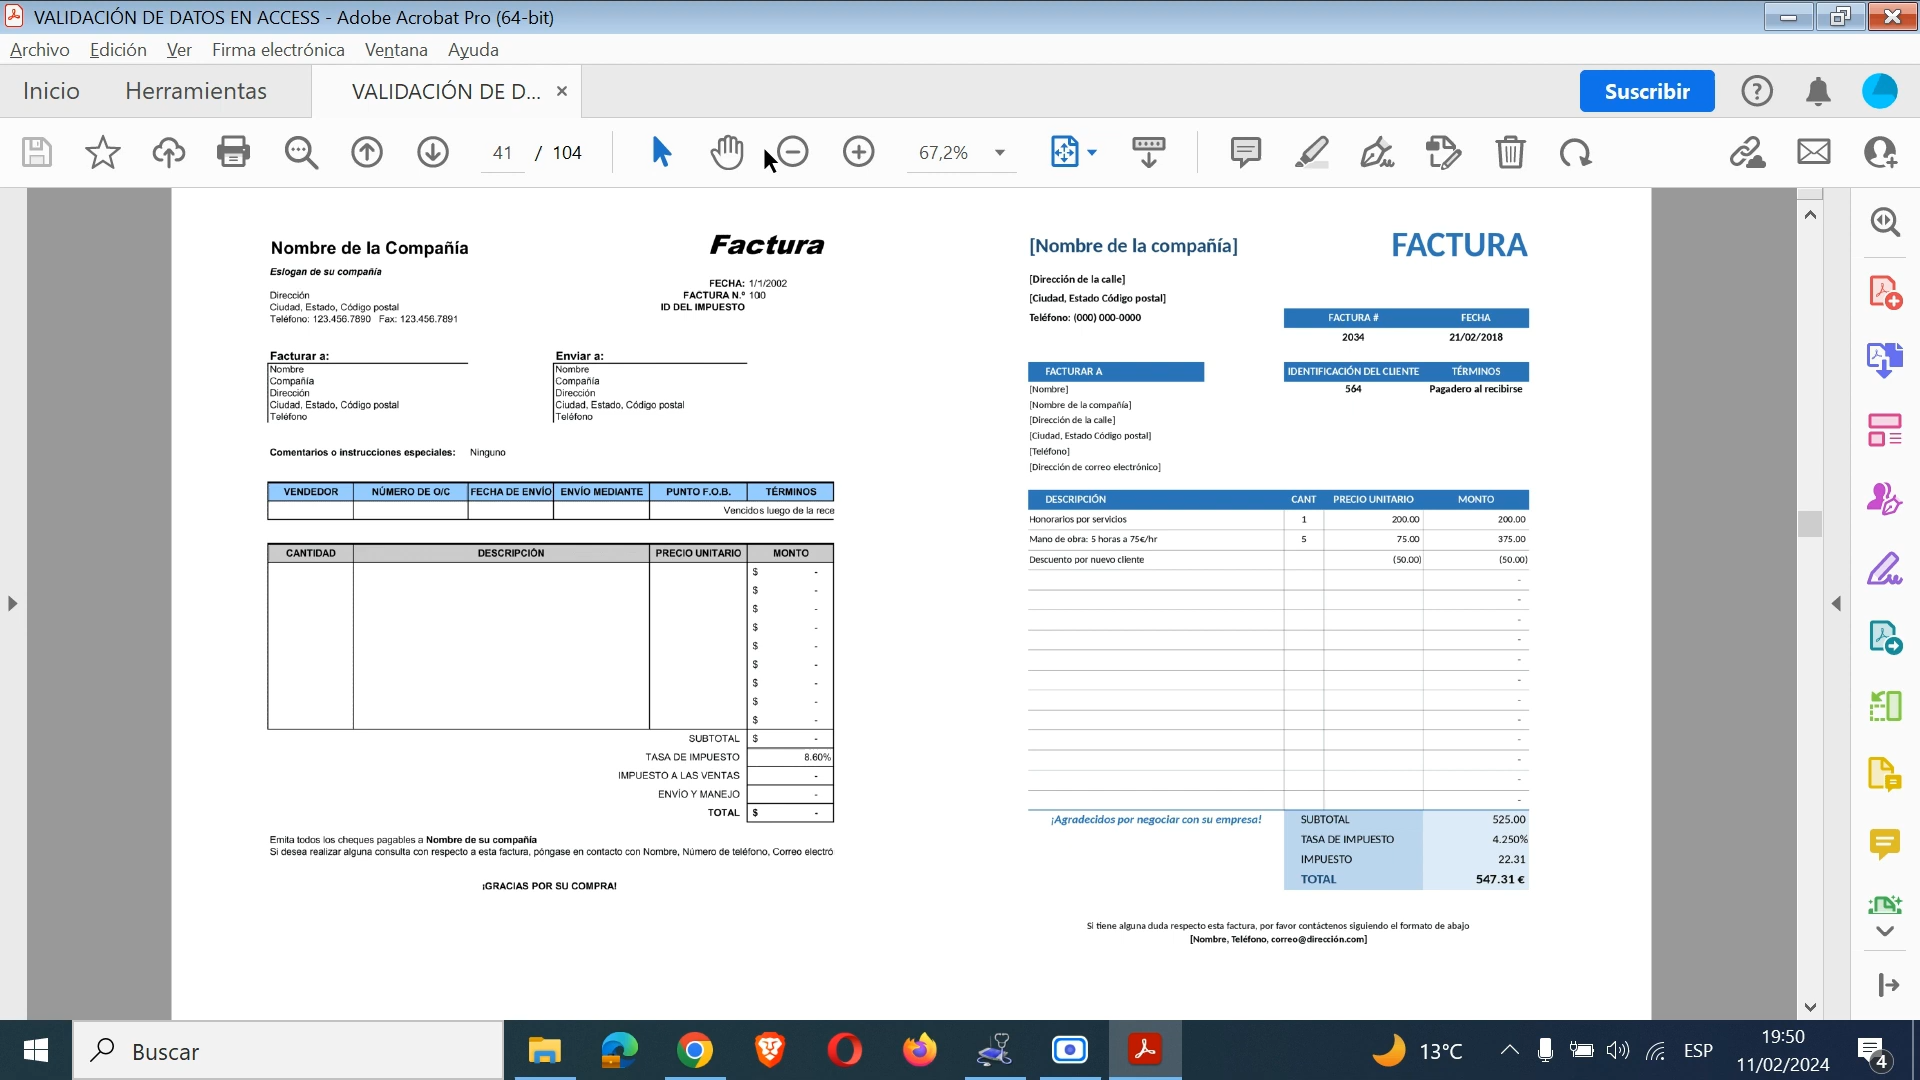 VALIDACIÓN DE DATOS EN ACCESS - Adobe Acrobat Pro (64-bit)
Archivo Edición Ver Firma electrónica Ventana Ayuda
Inicio Herramientas VALIDACIÓN DE D... × Suscribir
41 / 104 67,2%
Nombre de la Compañía Factura
Eslogan de su compañía
FECHA: 1/1/2002
Dirección FACTURA N.º 100
Ciudad, Estado, Código postal ID DEL IMPUESTO
Teléfono: 123.456.7890 Fax: 123.456.7891
Facturar a: Enviar a:
Nombre Nombre
Compañía Compañía
Dirección Dirección
Ciudad, Estado, Código postal Ciudad, Estado, Código postal
Teléfono Teléfono
Comentarios o instrucciones especiales: Ninguno
VENDEDOR NÚMERO DE O/C FECHA DE ENVÍO ENVÍO MEDIANTE PUNTO F.O.B. TÉRMINOS
Vencidos luego de la rece
CANTIDAD DESCRIPCIÓN PRECIO UNITARIO MONTO
$ -
$ -
$ -
$ -
$ -
$ -
$ -
$ -
$ -
SUBTOTAL $ -
TASA DE IMPUESTO 8.60%
IMPUESTO A LAS VENTAS -
ENVÍO Y MANEJO -
TOTAL $ -
Emita todos los cheques pagables a Nombre de su compañía
Si desea realizar alguna consulta con respecto a esta factura, póngase en contacto con Nombre, Número de teléfono, Correo electró
¡GRACIAS POR SU COMPRA!
[Nombre de la compañía] FACTURA
[Dirección de la calle]
[Ciudad, Estado Código postal]
Teléfono: (000) 000-0000 FACTURA # FECHA
2034 21/02/2018
FACTURAR A IDENTIFICACIÓN DEL CLIENTE TÉRMINOS
[Nombre] 564 Pagadero al recibirse
[Nombre de la compañía]
[Dirección de la calle]
[Ciudad, Estado Código postal]
[Teléfono]
[Dirección de correo electrónico]
DESCRIPCIÓN CANT PRECIO UNITARIO MONTO
Honorarios por servicios 1 200.00 200.00
Mano de obra: 5 horas a 75€/hr 5 75.00 375.00
Descuento por nuevo cliente (50.00) (50.00)
-
-
-
-
-
-
-
-
-
-
-
-
¡Agradecidos por negociar con su empresa! SUBTOTAL 525.00
TASA DE IMPUESTO 4.250%
IMPUESTO 22.31
TOTAL 547.31 €
Si tiene alguna duda respecto esta factura, por favor contáctenos siguiendo el formato de abajo
[Nombre, Teléfono, correo@dirección.com]
Buscar 13°C ESP 19:50
11/02/2024 4